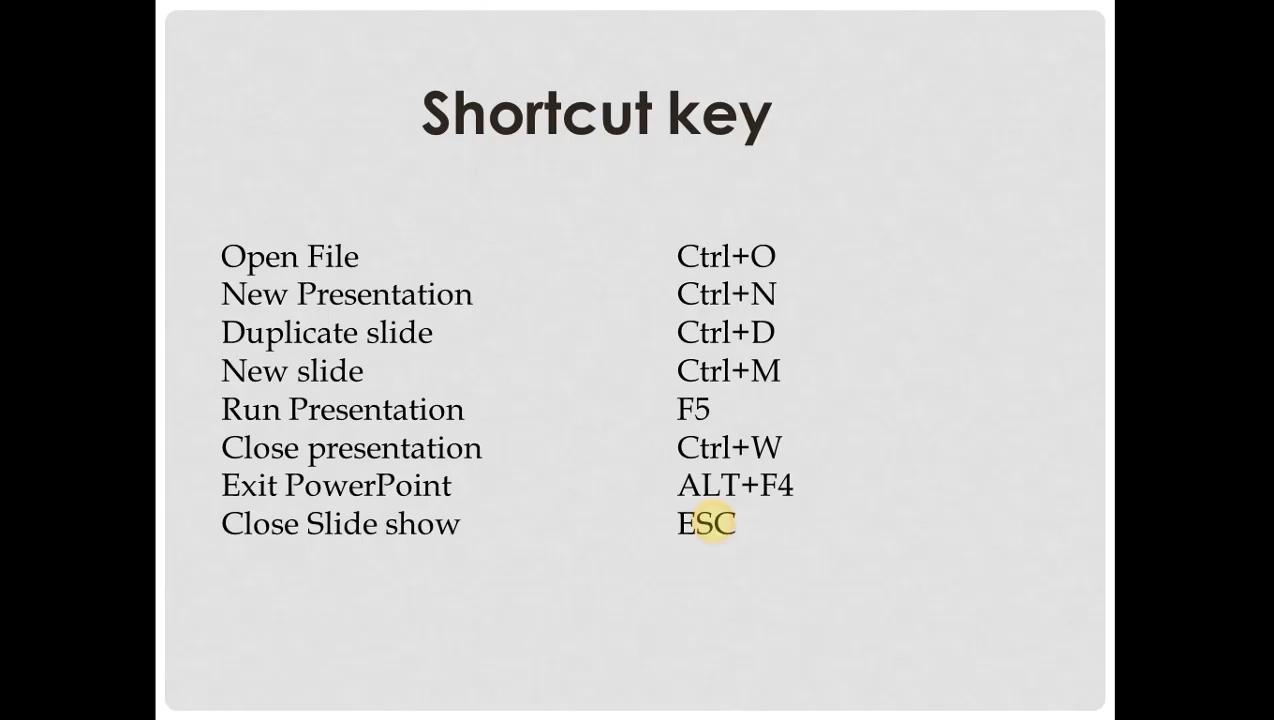 Shortcut key
Open File Ctrl+O
New Presentation Ctrl+N
Duplicate slide Ctrl+D
New slide Ctrl+M
Run Presentation F5
Close presentation Ctrl+W
Exit PowerPoint ALT+F4
Close Slide show ESC